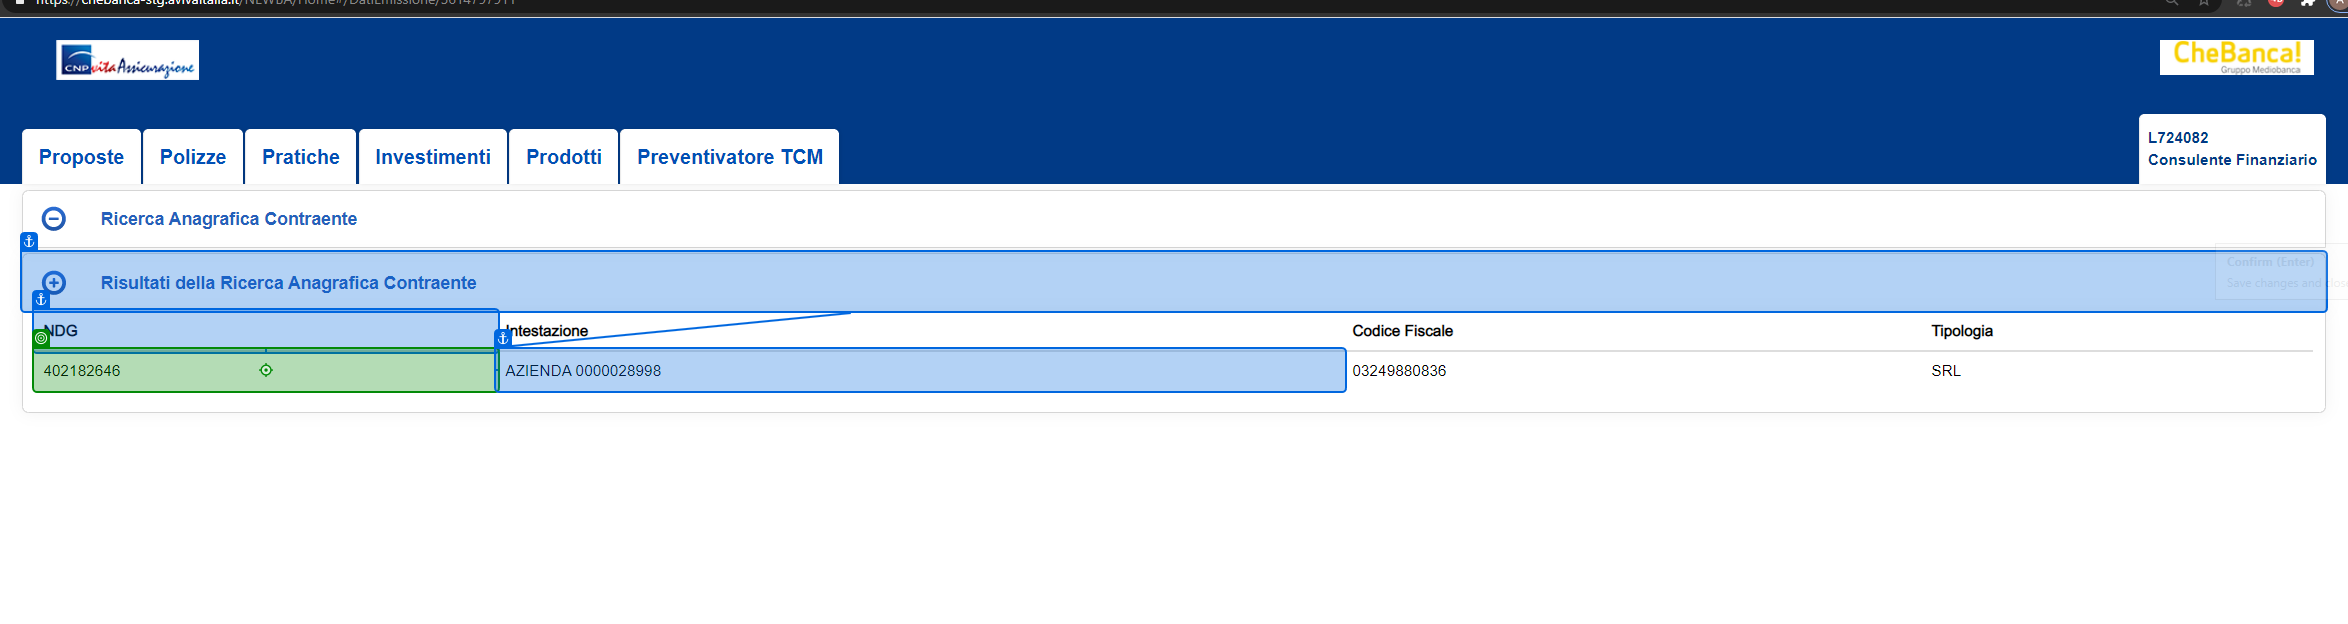 https://chebanca-stg.avivaitalia.it/NEWBA/Home#/DatiEmissione/
CNP vita Assicurazione
CheBanca!
Gruppo Mediobanca
L724082
Consulente Finanziario
Proposte
Polizze
Pratiche
Investimenti
Prodotti
Preventivatore TCM
Ricerca Anagrafica Contraente
Confirm (Enter)
Save changes and close
Risultati della Ricerca Anagrafica Contraente
NDG Intestazione Codice Fiscale Tipologia
402182646 AZIENDA 0000028998 03249880836 SRL